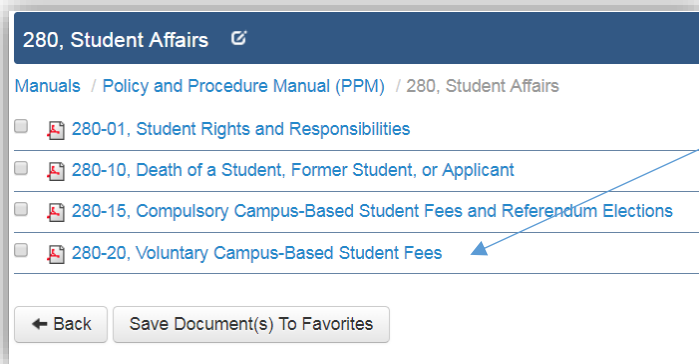 280, Student Affairs
Manuals / Policy and Procedure Manual (PPM) / 280, Student Affairs
280-01, Student Rights and Responsibilities
280-10, Death of a Student, Former Student, or Applicant
280-15, Compulsory Campus-Based Student Fees and Referendum Elections
280-20, Voluntary Campus-Based Student Fees
Back Save Document(s) To Favorites